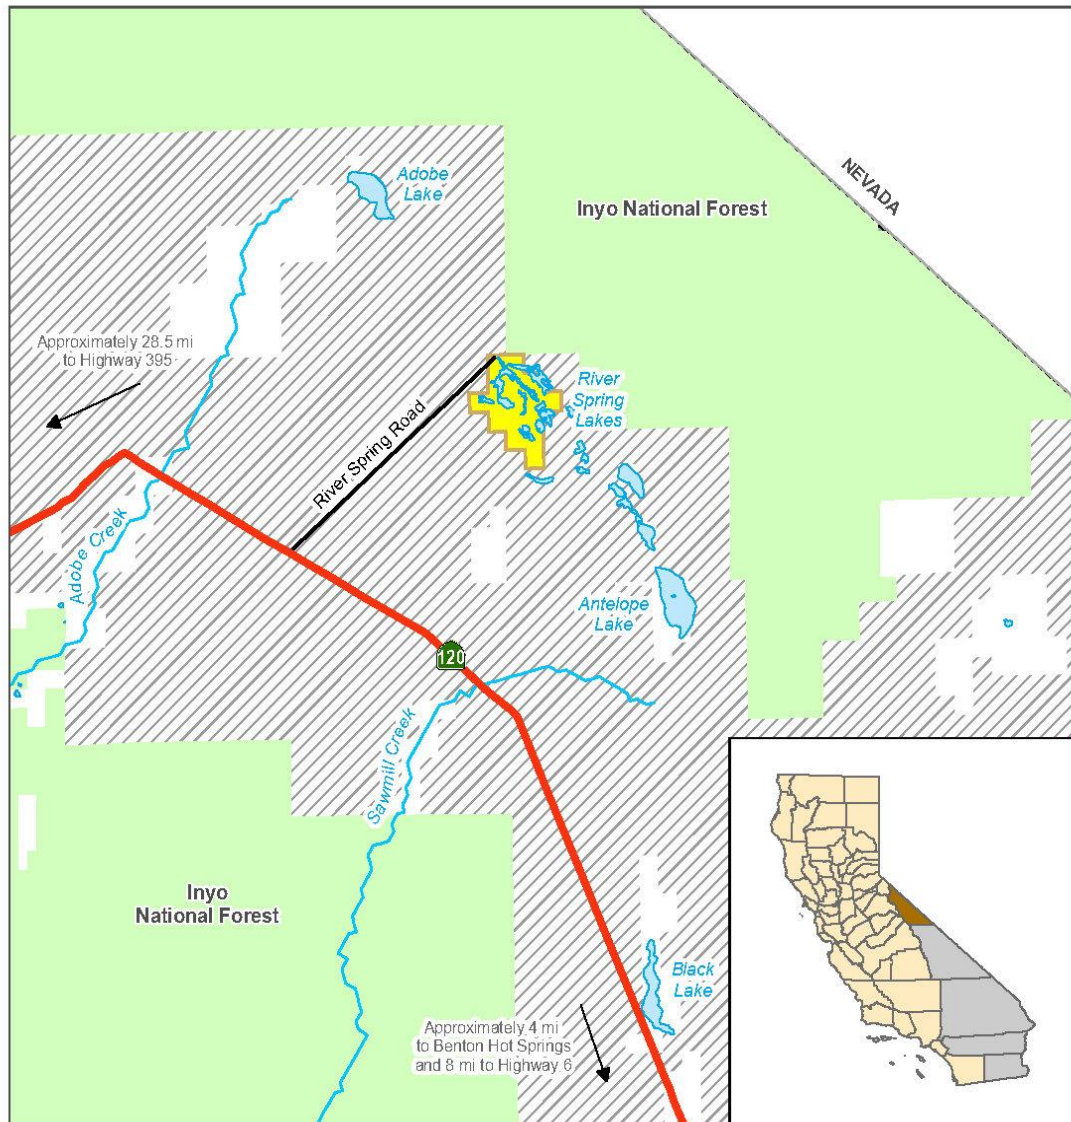 Adobe
Lake
Inyo National Forest
NEVADA
Approximately 28.5 mi
to Highway 395
River
Spring
Lakes
River Spring Road
Adobe Creek
Antelope
Lake
120
Sawmill Creek
Inyo
National Forest
Black
Lake
Approximately 4 mi
to Benton Hot Springs
and 8 mi to Highway 6